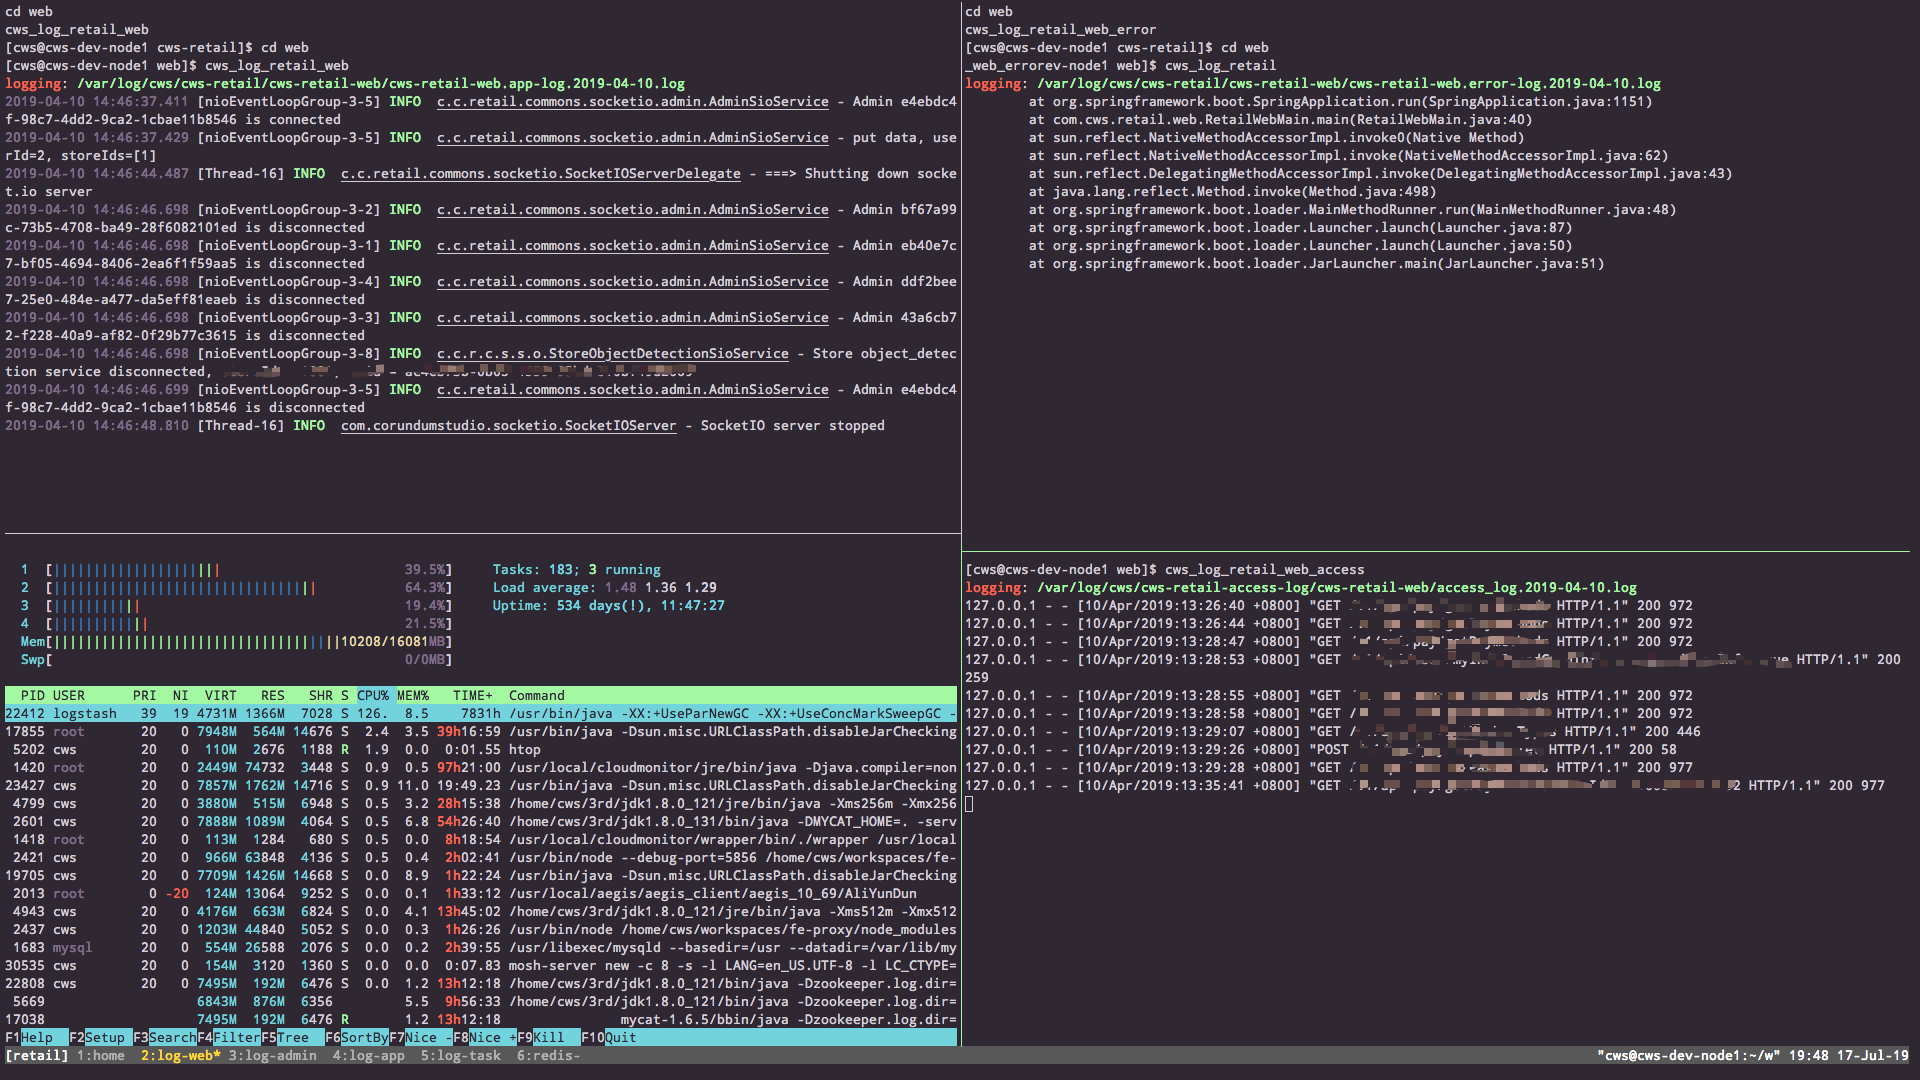 cd web
cws_log_retail_web
[cws@cws-dev-node1 cws-retail]$ cd web
[cws@cws-dev-node1 web]$ cws_log_retail_web
logging: /var/log/cws/cws-retail/cws-retail-web/cws-retail-web.app-log.2019-04-10.log
2019-04-10 14:46:37.411 [nioEventLoopGroup-3-5] INFO  c.c.retail.commons.socketio.admin.AdminSioService - Admin e4ebdc4
f-98c7-4dd2-9ca2-1cbae11b8546 is connected
2019-04-10 14:46:37.429 [nioEventLoopGroup-3-5] INFO  c.c.retail.commons.socketio.admin.AdminSioService - put data, use
rId=2, storeIds=[1]
2019-04-10 14:46:44.487 [Thread-16] INFO  c.c.retail.commons.socketio.SocketIOServerDelegate - ===> Shutting down socke
t.io server
2019-04-10 14:46:46.698 [nioEventLoopGroup-3-2] INFO  c.c.retail.commons.socketio.admin.AdminSioService - Admin bf67a99
c-73b5-4708-ba49-28f6082101ed is disconnected
2019-04-10 14:46:46.698 [nioEventLoopGroup-3-1] INFO  c.c.retail.commons.socketio.admin.AdminSioService - Admin eb40e7c
7-bf05-4694-8406-2ea6f1f59aa5 is disconnected
2019-04-10 14:46:46.698 [nioEventLoopGroup-3-4] INFO  c.c.retail.commons.socketio.admin.AdminSioService - Admin ddf2bee
7-25e0-484e-a477-da5eff81eaeb is disconnected
2019-04-10 14:46:46.698 [nioEventLoopGroup-3-3] INFO  c.c.retail.commons.socketio.admin.AdminSioService - Admin 43a6cb7
2-f228-40a9-af82-0f29b77c3615 is disconnected
2019-04-10 14:46:46.698 [nioEventLoopGroup-3-8] INFO  c.c.r.c.s.s.o.StoreObjectDetectionSioService - Store object_detec
tion service disconnected,
2019-04-10 14:46:46.699 [nioEventLoopGroup-3-5] INFO  c.c.retail.commons.socketio.admin.AdminSioService - Admin e4ebdc4
f-98c7-4dd2-9ca2-1cbae11b8546 is disconnected
2019-04-10 14:46:48.810 [Thread-16] INFO  com.corundumstudio.socketio.SocketIOServer - SocketIO server stopped
cd web
cws_log_retail_web_error
[cws@cws-dev-node1 cws-retail]$ cd web
_web_errorev-node1 web]$ cws_log_retail
logging: /var/log/cws/cws-retail/cws-retail-web/cws-retail-web.error-log.2019-04-10.log
at org.springframework.boot.SpringApplication.run(SpringApplication.java:1151)
at com.cws.retail.web.RetailWebMain.main(RetailWebMain.java:40)
at sun.reflect.NativeMethodAccessorImpl.invoke0(Native Method)
at sun.reflect.NativeMethodAccessorImpl.invoke(NativeMethodAccessorImpl.java:62)
at sun.reflect.DelegatingMethodAccessorImpl.invoke(DelegatingMethodAccessorImpl.java:43)
at java.lang.reflect.Method.invoke(Method.java:498)
at org.springframework.boot.loader.MainMethodRunner.run(MainMethodRunner.java:48)
at org.springframework.boot.loader.Launcher.launch(Launcher.java:87)
at org.springframework.boot.loader.Launcher.launch(Launcher.java:50)
at org.springframework.boot.loader.JarLauncher.main(JarLauncher.java:51)
1 [||||||||||||||||||||| 39.5%] Tasks: 183; 3 running
2 [||||||||||||||||||||||||||||||||| 64.3%] Load average: 1.48 1.36 1.29
3 [||||||||||| 19.4%] Uptime: 534 days(!), 11:47:27
4 [|||||||||||| 21.5%]
Mem[||||||||||||||||||||||||||||||||||||10208/16081MB]
Swp[ 0/0MB]
PID USER PRI NI VIRT RES SHR S CPU% MEM% TIME+ Command
22412 logstash 39 19 4731M 1366M 7028 S 126. 8.5 7831h /usr/bin/java -XX:+UseParNewGC -XX:+UseConcMarkSweepGC -
17855 root 20 0 7948M 564M 14676 S 2.4 3.5 39h16:59 /usr/bin/java -Dsun.misc.URLClassPath.disableJarChecking
5202 cws 20 0 110M 2676 1188 R 1.9 0.0 0:01.55 htop
1420 root 20 0 2449M 74732 3448 S 0.9 0.5 97h21:00 /usr/local/cloudmonitor/jre/bin/java -Djava.compiler=non
23427 cws 20 0 7857M 1762M 14716 S 0.9 11.0 19:49.23 /usr/bin/java -Dsun.misc.URLClassPath.disableJarChecking
4799 cws 20 0 3880M 515M 6948 S 0.5 3.2 28h15:38 /home/cws/3rd/jdk1.8.0_121/jre/bin/java -Xms256m -Xmx256
2601 cws 20 0 7888M 1089M 4064 S 0.5 6.8 54h26:40 /home/cws/3rd/jdk1.8.0_131/bin/java -DMYCAT_HOME=. -serv
1418 root 20 0 113M 1284 680 S 0.5 0.0 8h18:54 /usr/local/cloudmonitor/wrapper/bin/./wrapper /usr/local
2421 cws 20 0 966M 63848 4136 S 0.5 0.4 2h02:41 /usr/bin/node --debug-port=5856 /home/cws/workspaces/fe-
19705 cws 20 0 7709M 1426M 14668 S 0.0 8.9 1h22:24 /usr/bin/java -Dsun.misc.URLClassPath.disableJarChecking
2013 root 0 -20 124M 13064 9252 S 0.0 0.1 1h33:12 /usr/local/aegis/aegis_client/aegis_10_69/AliYunDun
4943 cws 20 0 4176M 663M 6824 S 0.0 4.1 13h45:02 /home/cws/3rd/jdk1.8.0_121/jre/bin/java -Xms512m -Xmx512
2437 cws 20 0 1203M 44840 5052 S 0.0 0.3 1h26:26 /usr/bin/node /home/cws/workspaces/fe-proxy/node_modules
1683 mysql 20 0 554M 26588 2076 S 0.0 0.2 2h39:55 /usr/libexec/mysqld --basedir=/usr --datadir=/var/lib/my
30535 cws 20 0 154M 3120 1360 S 0.0 0.0 0:07.83 mosh-server new -c 8 -s -l LANG=en_US.UTF-8 -l LC_CTYPE=
22808 cws 20 0 7495M 192M 6476 S 0.0 1.2 13h12:18 /home/cws/3rd/jdk1.8.0_121/bin/java -Dzookeeper.log.dir=
5669 6843M 876M 6356 5.5 9h56:33 /home/cws/3rd/jdk1.8.0_121/bin/java -Dzookeeper.log.dir=
17038 7495M 192M 6476 R 1.2 13h12:18 mycat-1.6.5/bbin/java -Dzookeeper.log.dir=
F1Help F2Setup F3SearchF4FilterF5Tree F6SortByF7Nice -F8Nice +F9Kill F10Quit
[cws@cws-dev-node1 web]$ cws_log_retail_web_access
logging: /var/log/cws/cws-retail-access-log/cws-retail-web/access_log.2019-04-10.log
127.0.0.1 - - [10/Apr/2019:13:26:40 +0800] "GET HTTP/1.1" 200 972
127.0.0.1 - - [10/Apr/2019:13:26:44 +0800] "GET HTTP/1.1" 200 972
127.0.0.1 - - [10/Apr/2019:13:28:47 +0800] "GET HTTP/1.1" 200 972
127.0.0.1 - - [10/Apr/2019:13:28:53 +0800] "GET HTTP/1.1" 200
259
127.0.0.1 - - [10/Apr/2019:13:28:55 +0800] "GET HTTP/1.1" 200 972
127.0.0.1 - - [10/Apr/2019:13:28:58 +0800] "GET / HTTP/1.1" 200 972
127.0.0.1 - - [10/Apr/2019:13:29:07 +0800] "GET / HTTP/1.1" 200 446
127.0.0.1 - - [10/Apr/2019:13:29:26 +0800] "POST HTTP/1.1" 200 58
127.0.0.1 - - [10/Apr/2019:13:29:28 +0800] "GET / HTTP/1.1" 200 977
127.0.0.1 - - [10/Apr/2019:13:35:41 +0800] "GET HTTP/1.1" 200 977
[retail] 1:home 2:log-web* 3:log-admin 4:log-app 5:log-task 6:redis- "cws@cws-dev-node1:~/w" 19:48 17-Jul-19